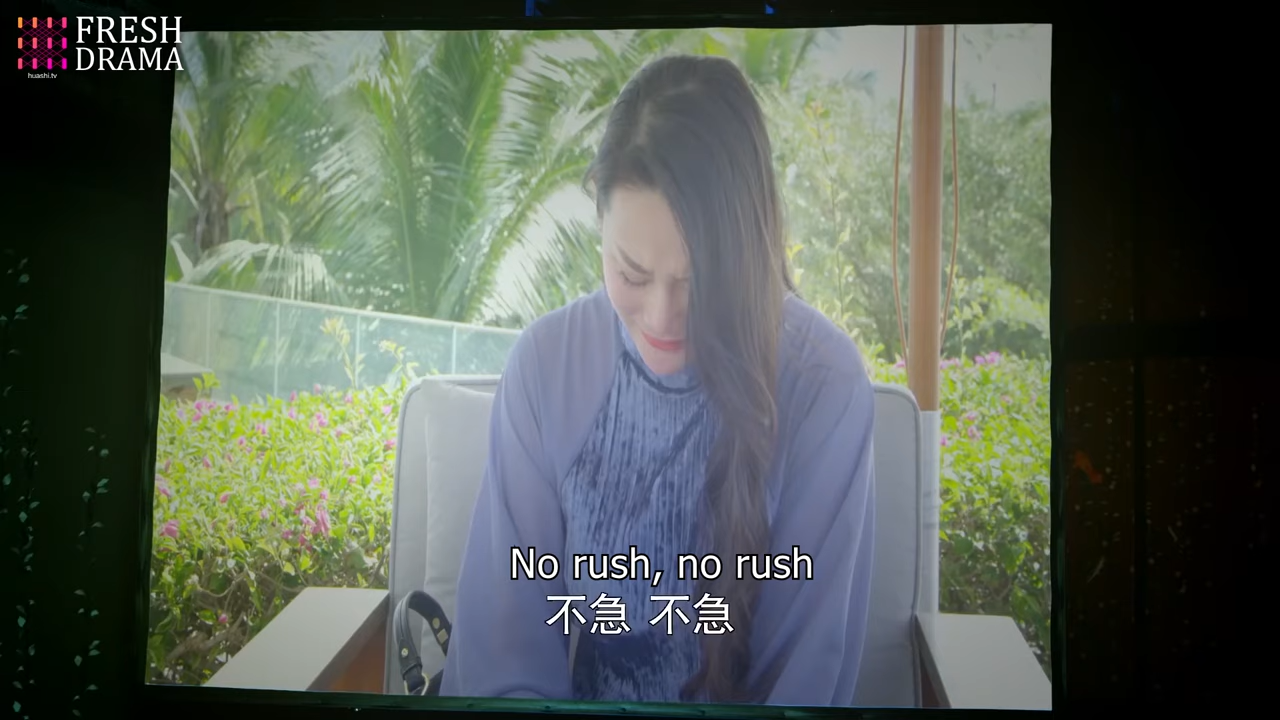 FRESH
DRAMA
huashi.tv
No rush, no rush
不急 不急